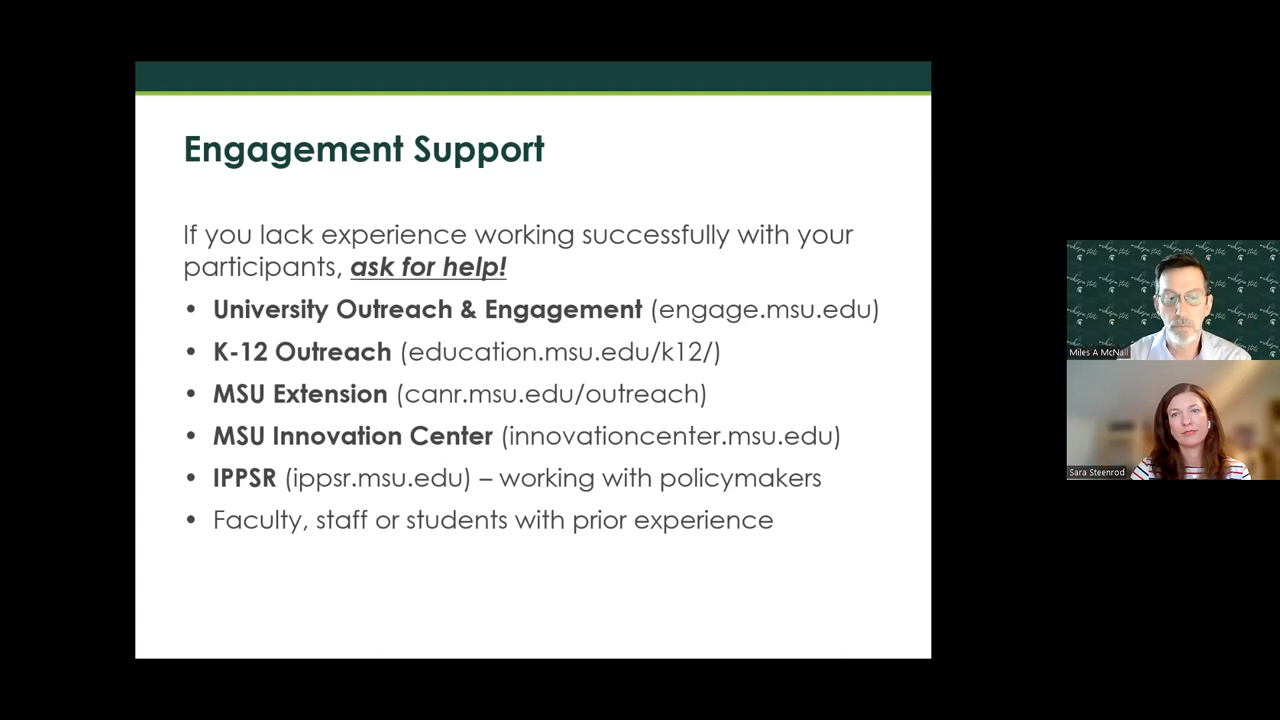 Engagement Support
If you lack experience working successfully with your
participants, ask for help!
• University Outreach & Engagement (engage.msu.edu)
• K-12 Outreach (education.msu.edu/k12/)
• MSU Extension (canr.msu.edu/outreach)
• MSU Innovation Center (innovationcenter.msu.edu)
• IPPSR (ippsr.msu.edu) – working with policymakers
• Faculty, staff or students with prior experience
Miles A McNall
Sara Steenrod